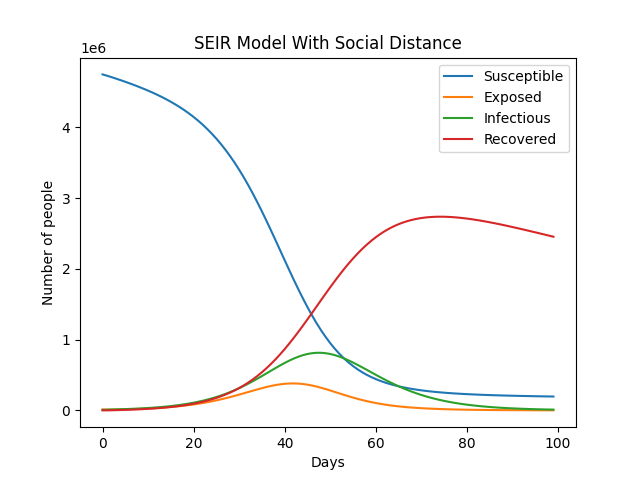 SEIR Model With Social Distance
1e6
Susceptible
Exposed
Infectious
Recovered
Number of people
4
3
2
1
0
0 20 40 60 80 100
Days